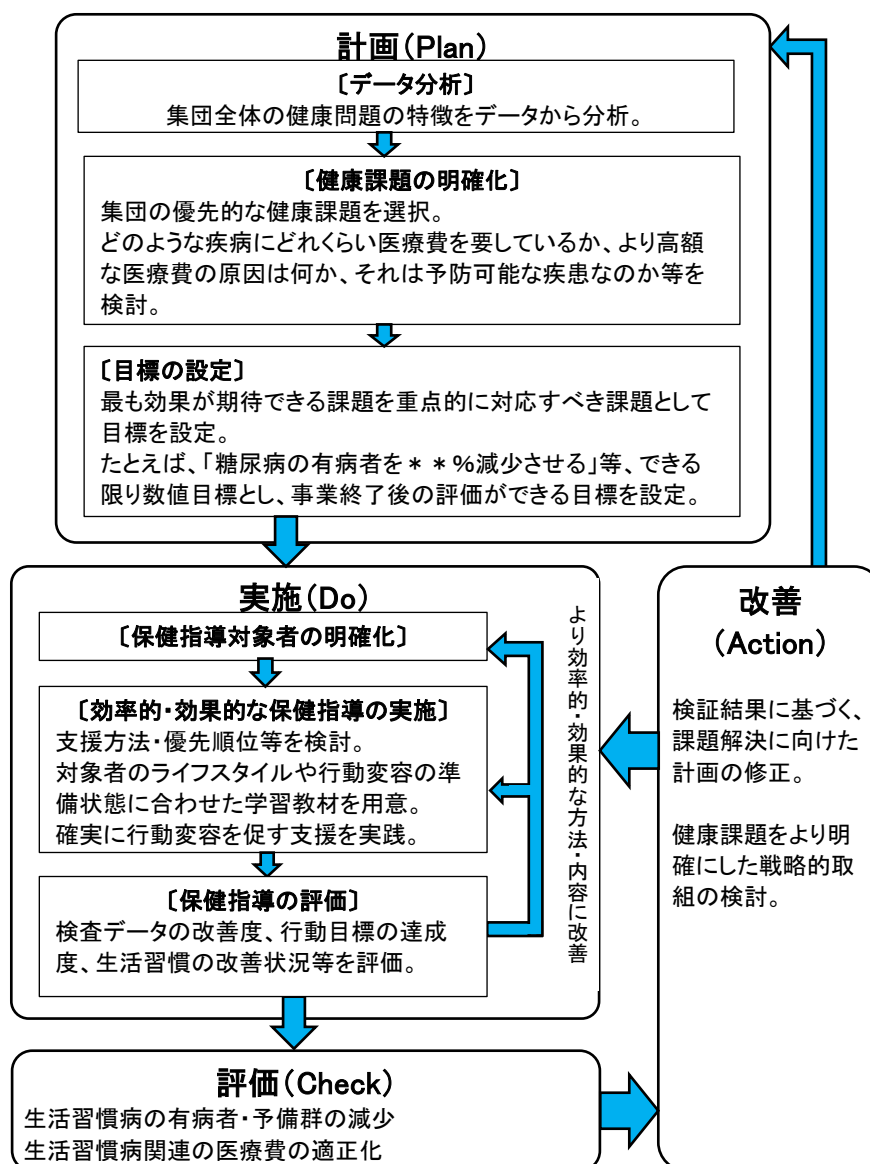 計画（Plan）
〔データ分析〕
集団全体の健康問題の特徴をデータから分析。
〔健康課題の明確化〕
集団の優先的な健康課題を選択。
どのような疾病にどれくらい医療費を要しているか、より高額
な医療費の原因は何か、それは予防可能な疾患なのか等を
検討。
〔目標の設定〕
最も効果が期待できる課題を重点的に対応すべき課題として
目標を設定。
たとえば、「糖尿病の有病者を＊＊％減少させる」等、できる
限り数値目標とし、事業終了後の評価ができる目標を設定。
実施（Do）
〔保健指導対象者の明確化〕
〔効率的・効果的な保健指導の実施〕
支援方法・優先順位等を検討。
対象者のライフスタイルや行動変容の準
備状態に合わせた学習教材を用意。
確実に行動変容を促す支援を実践。
〔保健指導の評価〕
検査データの改善度、行動目標の達成
度、生活習慣の改善状況等を評価。
より効率的・効果的な方法・内容に改善
改善
（Action）
検証結果に基づく、
課題解決に向けた
計画の修正。
健康課題をより明
確にした戦略的取
組の検討。
評価（Check）
生活習慣病の有病者・予備群の減少
生活習慣病関連の医療費の適正化